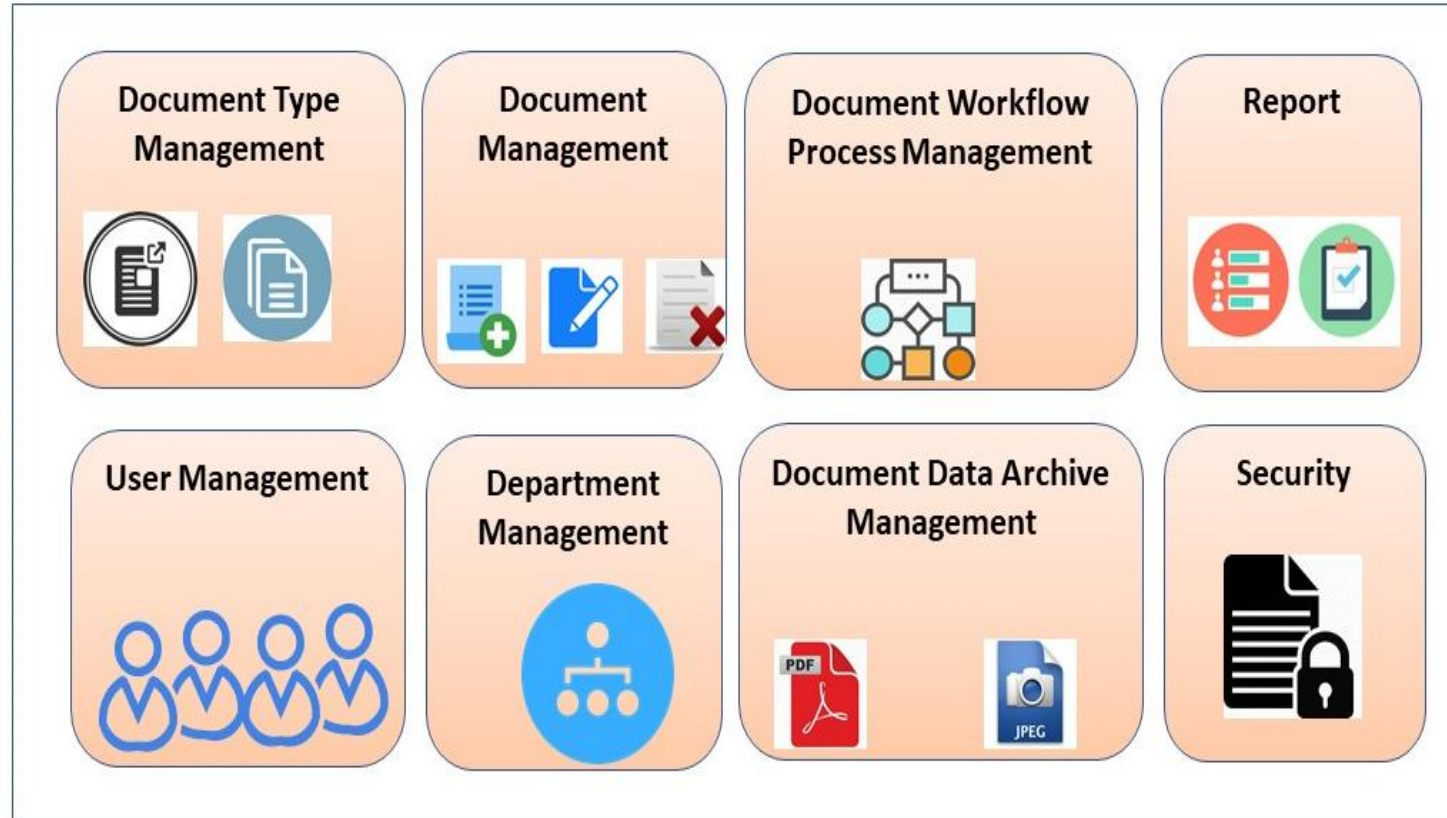 Document Type
Management
Document
Management
Document Workflow
Process Management
Report
User Management
Department
Management
Document Data Archive
Management
Security
PDF
JPEG